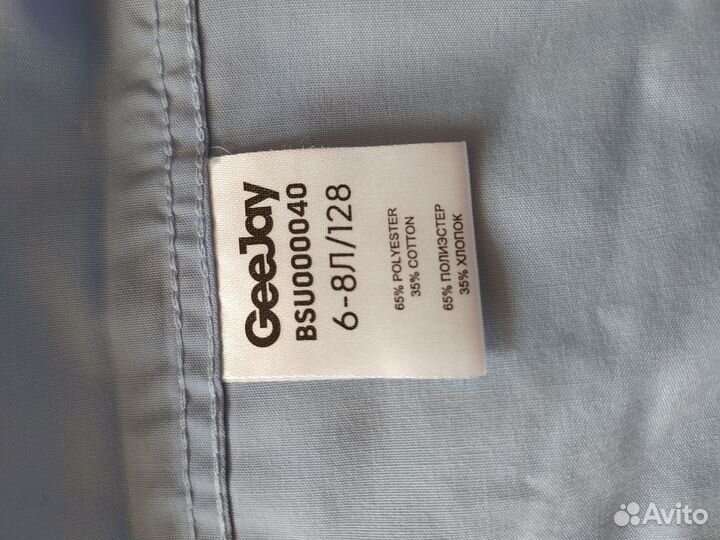 GeeJay
BSU000040
6-8Л/128
65% POLYESTER
35% COTTON
65% ПОЛИЭСТЕР
35% ХЛОПОК
Avito